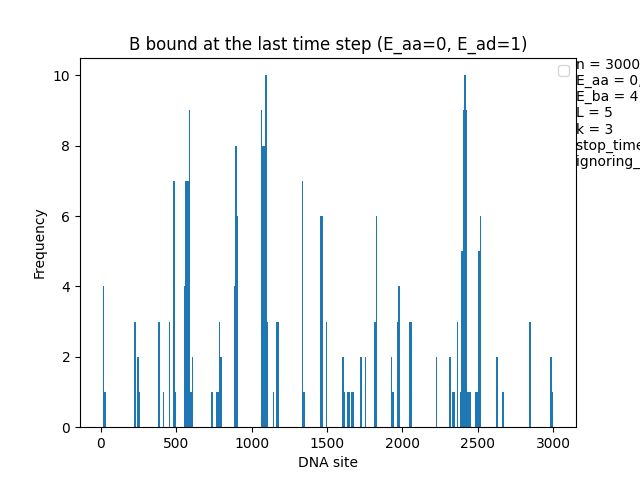 B bound at the last time step (E_aa=0, E_ad=1)
n = 3000
E_aa = 0,
E_ba = 4
L = 5
k = 3
stop_time
ignoring_
10
8
6
4
2
0
Frequency
0 500 1000 1500 2000 2500 3000
DNA site